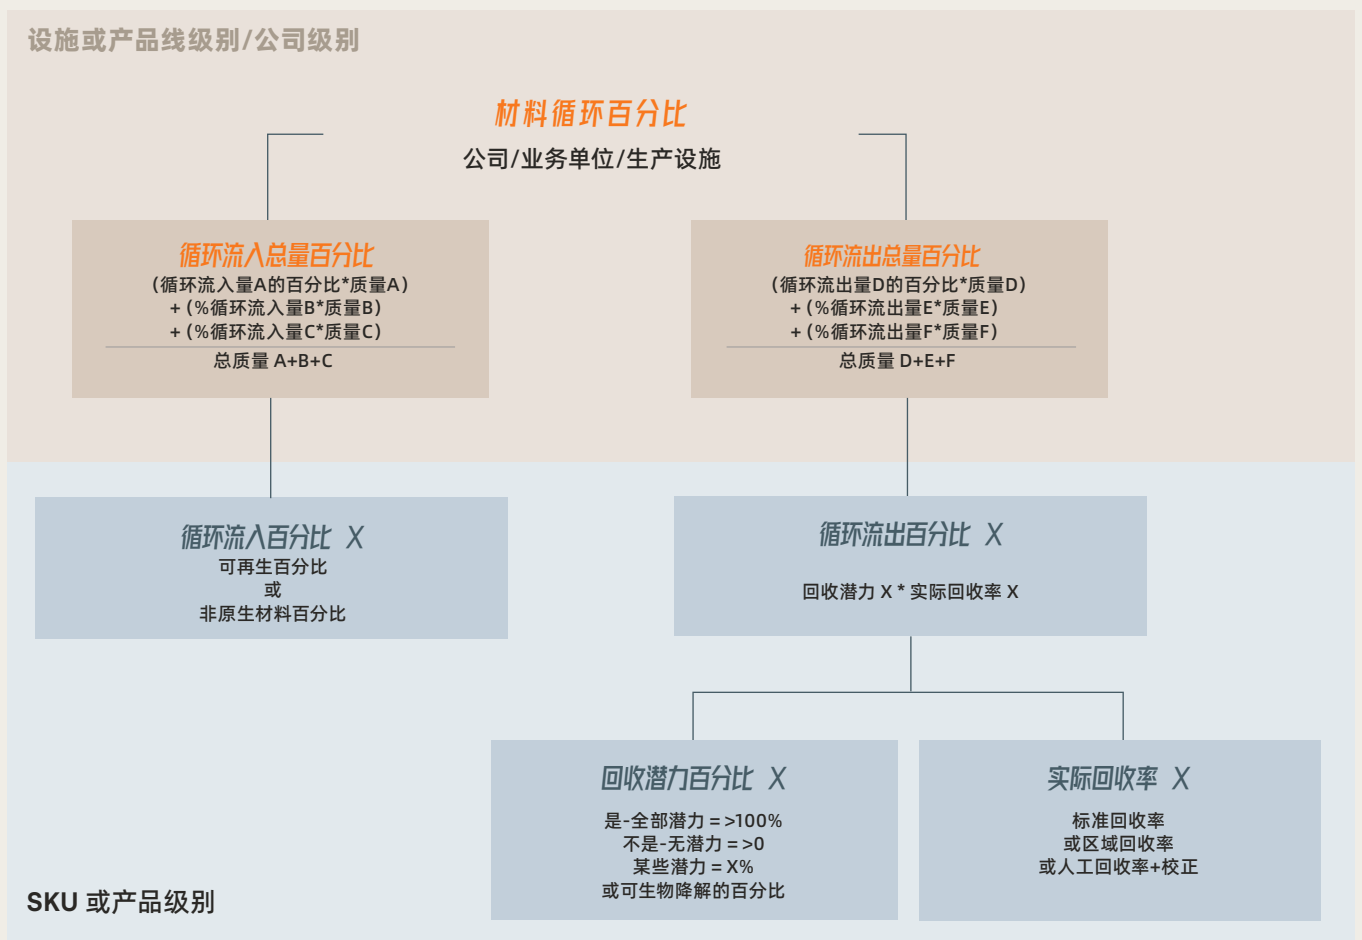 设施或产品线级别/公司级别
材料循环百分比
公司/业务单位/生产设施
循环流入总量百分比
(循环流入量A的百分比*质量A)
+ (%循环流入量B*质量B)
+ (%循环流入量C*质量C)
总质量 A+B+C
循环流出总量百分比
(循环流出量D的百分比*质量D)
+ (%循环流出量E*质量E)
+ (%循环流出量F*质量F)
总质量 D+E+F
循环流入百分比 X
可再生百分比
或
非原生材料百分比
循环流出百分比 X
回收潜力 X * 实际回收率 X
回收潜力百分比 X
是-全部潜力 = >100%
不是-无潜力 = >0
某些潜力 = X%
或可生物降解的百分比
实际回收率 X
标准回收率
或区域回收率
或人工回收率+校正
SKU 或产品级别